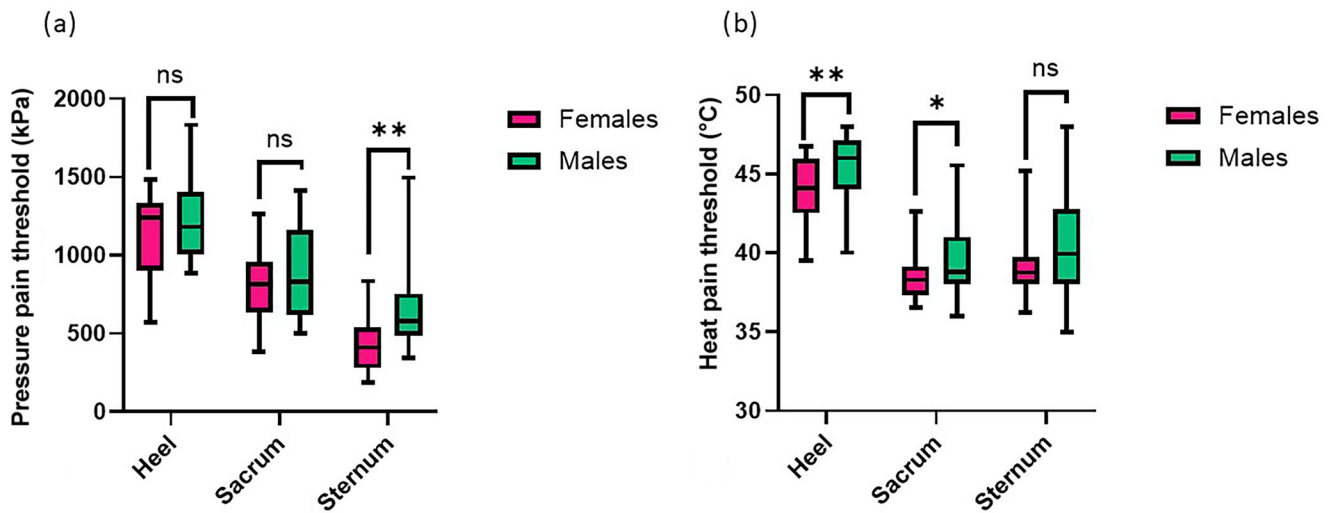 (a)
Pressure pain threshold (kPa)
2000
1500
1000
500
0
ns
ns
**
Heel
Sacrum
Sternum
Females
Males
(b)
Heat pain threshold (°C)
50
45
40
35
30
**
*
ns
Heel
Sacrum
Sternum
Females
Males